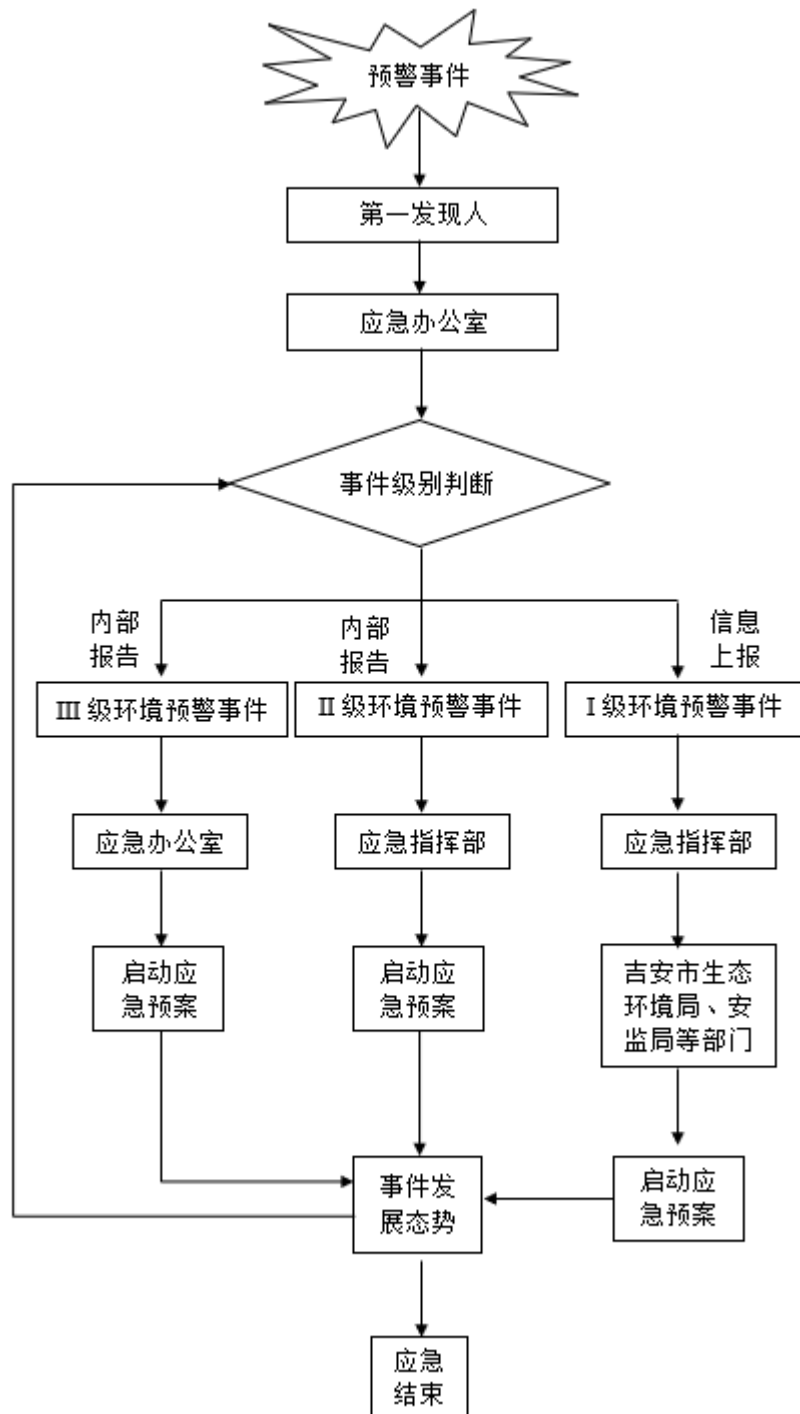 预警事件
第一发现人
应急办公室
事件级别判断
内部
报告
内部
报告
信息
上报
Ⅲ级环境预警事件
Ⅱ级环境预警事件
Ⅰ级环境预警事件
应急办公室
应急指挥部
应急指挥部
启动应
急预案
启动应
急预案
吉安市生态
环境局、安
监局等部门
事件发
展态势
启动应
急预案
应急
结束